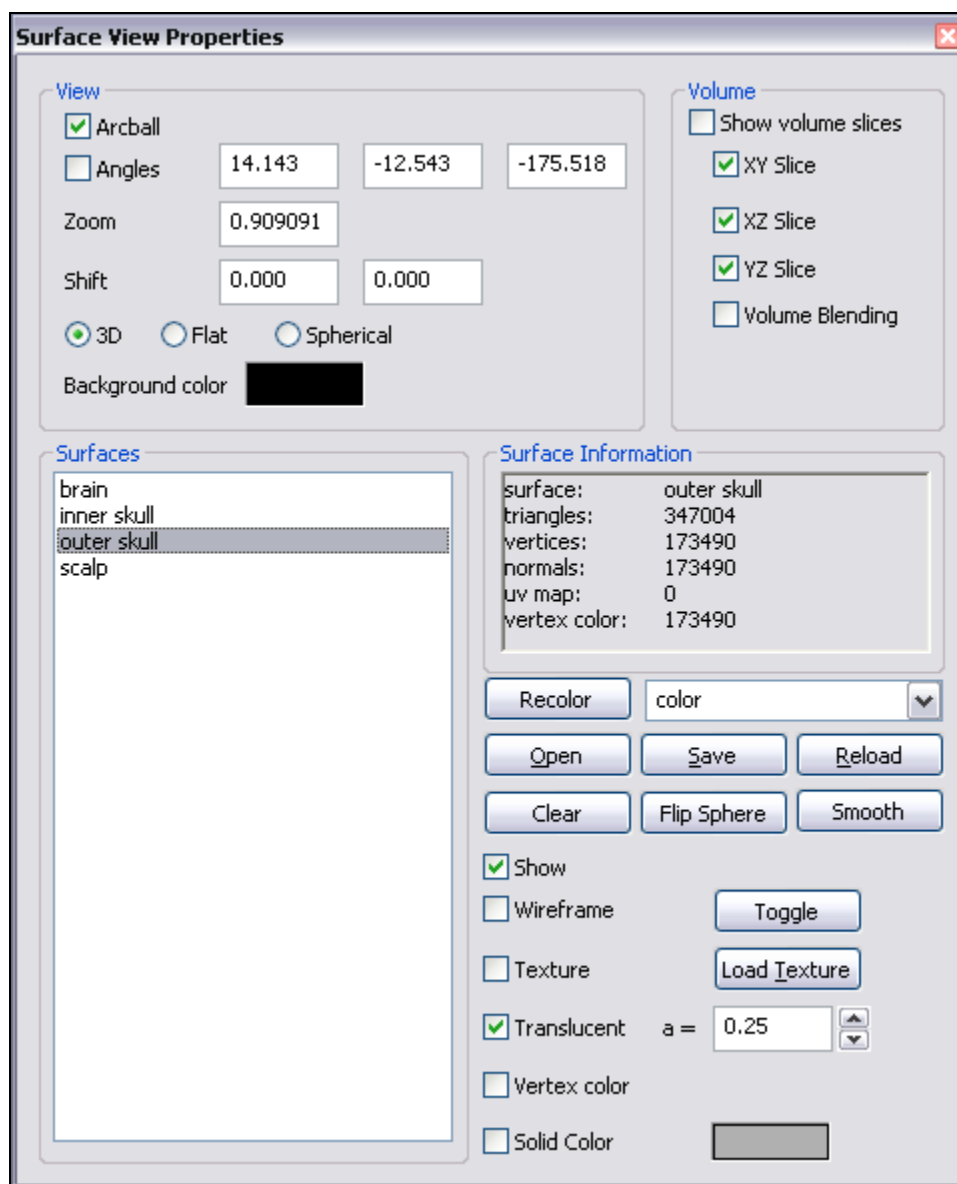 Surface View Properties
View
Arcball
Angles 14.143 -12.543 -175.518
Zoom 0.909091
Shift 0.000 0.000
3D Flat Spherical
Background color
Volume
Show volume slices
XY Slice
XZ Slice
YZ Slice
Volume Blending
Surfaces
brain
inner skull
outer skull
scalp
Surface Information
surface: outer skull
triangles: 347004
vertices: 173490
normals: 173490
uv map: 0
vertex color: 173490
Recolor color
Open Save Reload
Clear Flip Sphere Smooth
Show
Wireframe Toggle
Texture Load Texture
Translucent a = 0.25
Vertex color
Solid Color